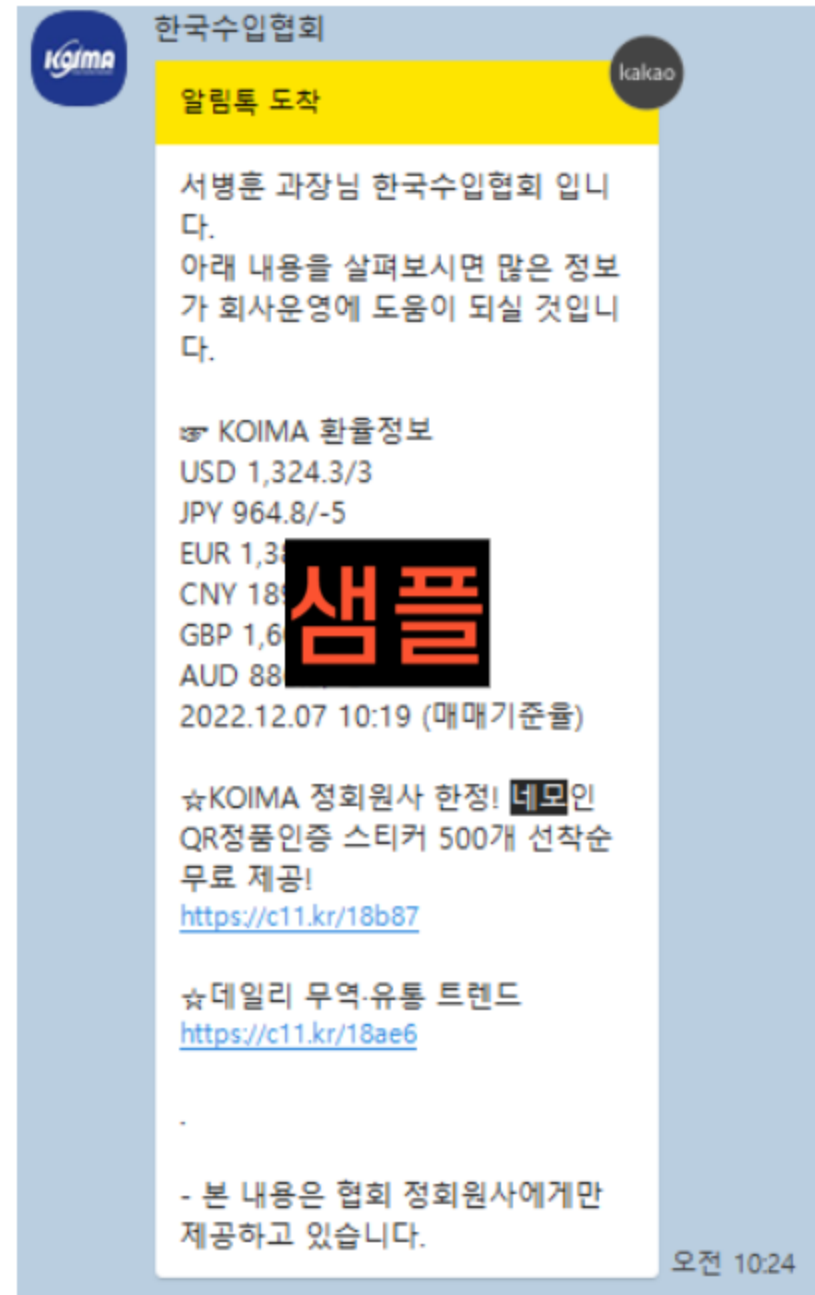 KOIMA
한국수입협회
kakao
알림톡 도착
서병훈 과장님 한국수입협회 입니
다.
아래 내용을 살펴보시면 많은 정보
가 회사운영에 도움이 되실 것입니
다.
☞ KOIMA 환율정보
USD 1,324.3/3
JPY 964.8/-5
EUR
CNY
GBP
AUD
샘플
2022.12.07 10:19 (매매기준율)
☆KOIMA 정회원사 한정! 네모인
QR정품인증 스티커 500개 선착순
무료 제공!
https://c11.kr/18b87
☆데일리 무역·유통 트렌드
https://c11.kr/18ae6
.
- 본 내용은 협회 정회원사에게만
제공하고 있습니다.
오전 10:24